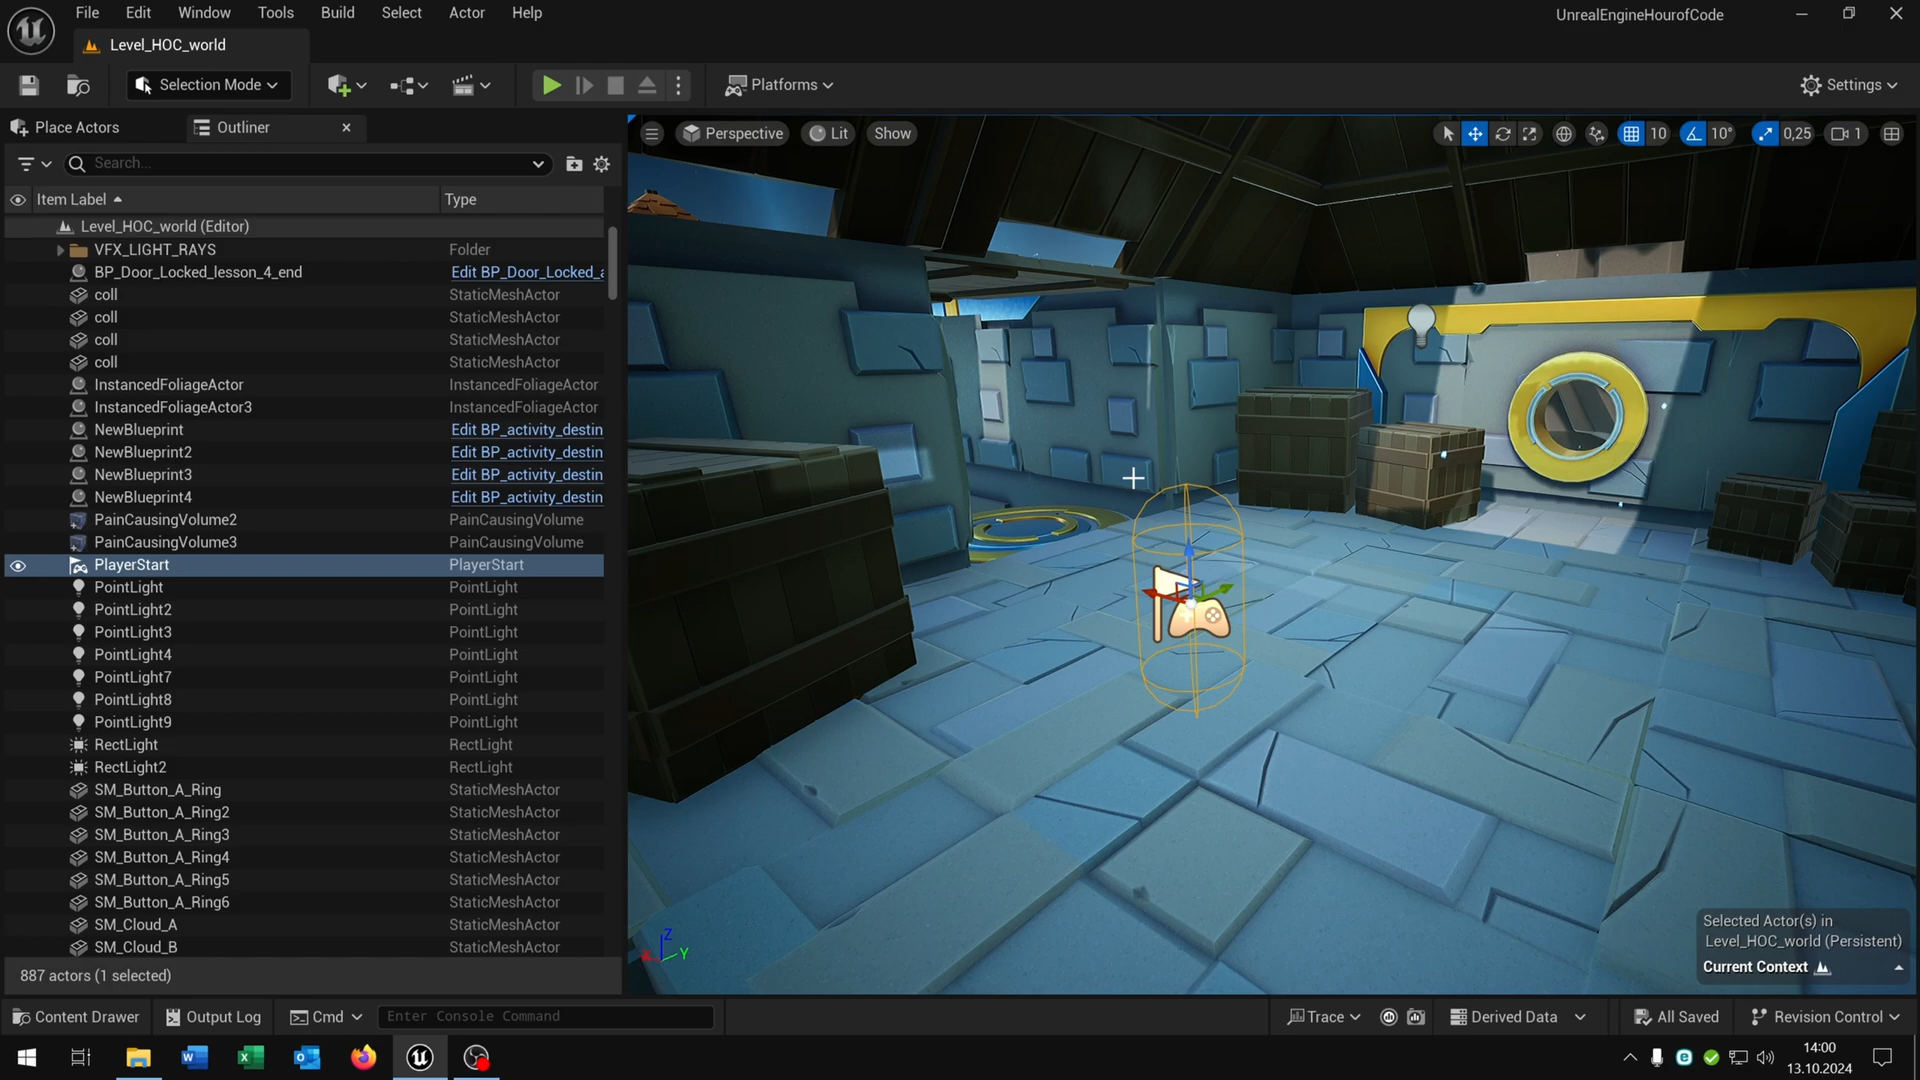 File Edit Window Tools Build Select Actor Help
UnrealEngineHourofCode
Level_HOC_world
Selection Mode
Platforms
Settings
Place Actors
Outliner
Perspective
Lit
Show
10
10°
0,25
1
Search...
Item Label
Type
Level_HOC_world (Editor)
VFX_LIGHT_RAYS Folder
BP_Door_Locked_lesson_4_end Edit BP_Door_Locked_a
coll StaticMeshActor
coll StaticMeshActor
coll StaticMeshActor
coll StaticMeshActor
InstancedFoliageActor InstancedFoliageActor
InstancedFoliageActor3 InstancedFoliageActor
NewBlueprint Edit BP_activity_destin
NewBlueprint2 Edit BP_activity_destin
NewBlueprint3 Edit BP_activity_destin
NewBlueprint4 Edit BP_activity_destin
PainCausingVolume2 PainCausingVolume
PainCausingVolume3 PainCausingVolume
PlayerStart PlayerStart
PointLight PointLight
PointLight2 PointLight
PointLight3 PointLight
PointLight4 PointLight
PointLight7 PointLight
PointLight8 PointLight
PointLight9 PointLight
RectLight RectLight
RectLight2 RectLight
SM_Button_A_Ring StaticMeshActor
SM_Button_A_Ring2 StaticMeshActor
SM_Button_A_Ring3 StaticMeshActor
SM_Button_A_Ring4 StaticMeshActor
SM_Button_A_Ring5 StaticMeshActor
SM_Button_A_Ring6 StaticMeshActor
SM_Cloud_A StaticMeshActor
SM_Cloud_B StaticMeshActor
887 actors (1 selected)
Z
X
Y
Selected Actor(s) in
Level_HOC_world (Persistent)
Current Context
Content Drawer
Output Log
Cmd
Enter Console Command
Trace
Derived Data
All Saved
Revision Control
14:00
13.10.2024